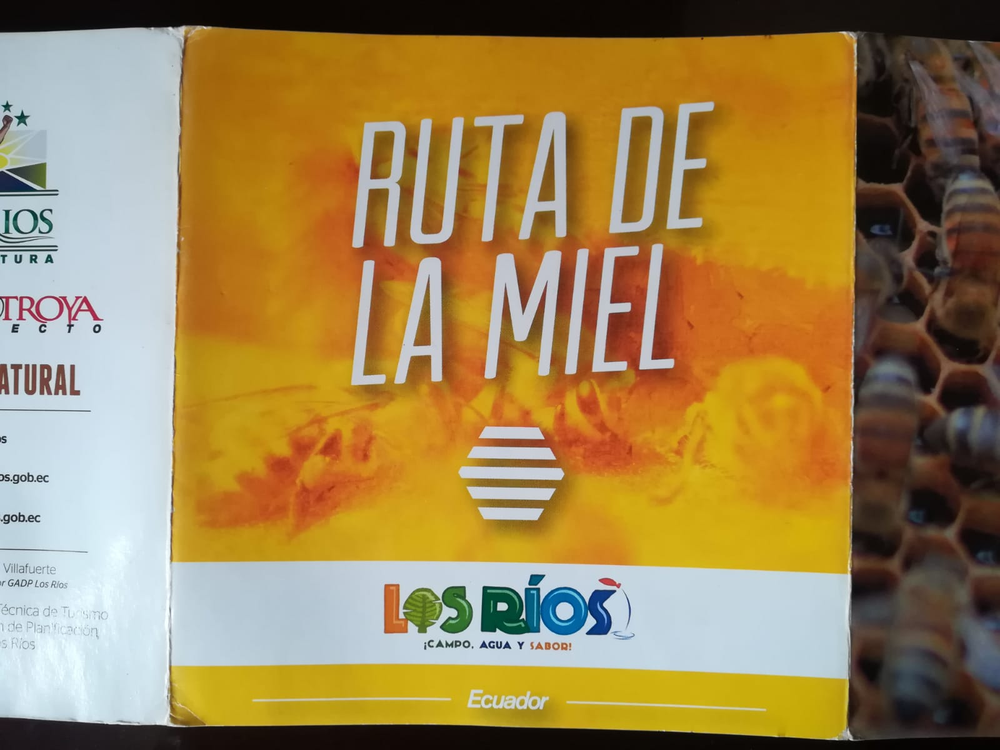 IOS
TURA
TROYA
ECTO
ATURAL
os
os.gob.ec
s.gob.ec
Villafuerte
or GADP Los Ríos
Técnica de Turismo
n de Planificación,
s Ríos
RUTA DE
LA MIEL
LOS RÍOS
¡CAMPO, AGUA Y SABOR!
Ecuador